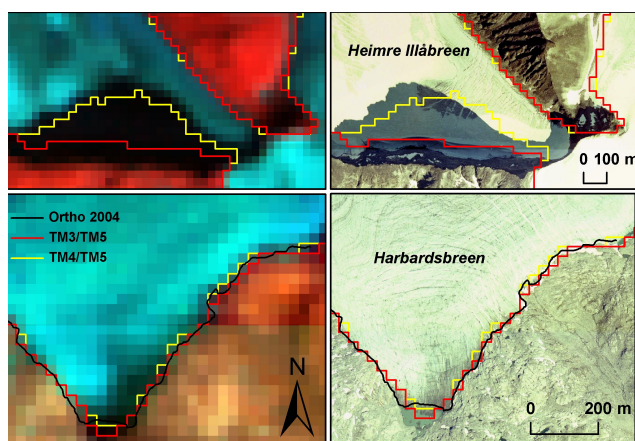 Heimre Illåbreen
0 100 m
Ortho 2004
TM3/TM5
TM4/TM5
N
Harbardsbreen
0 200 m